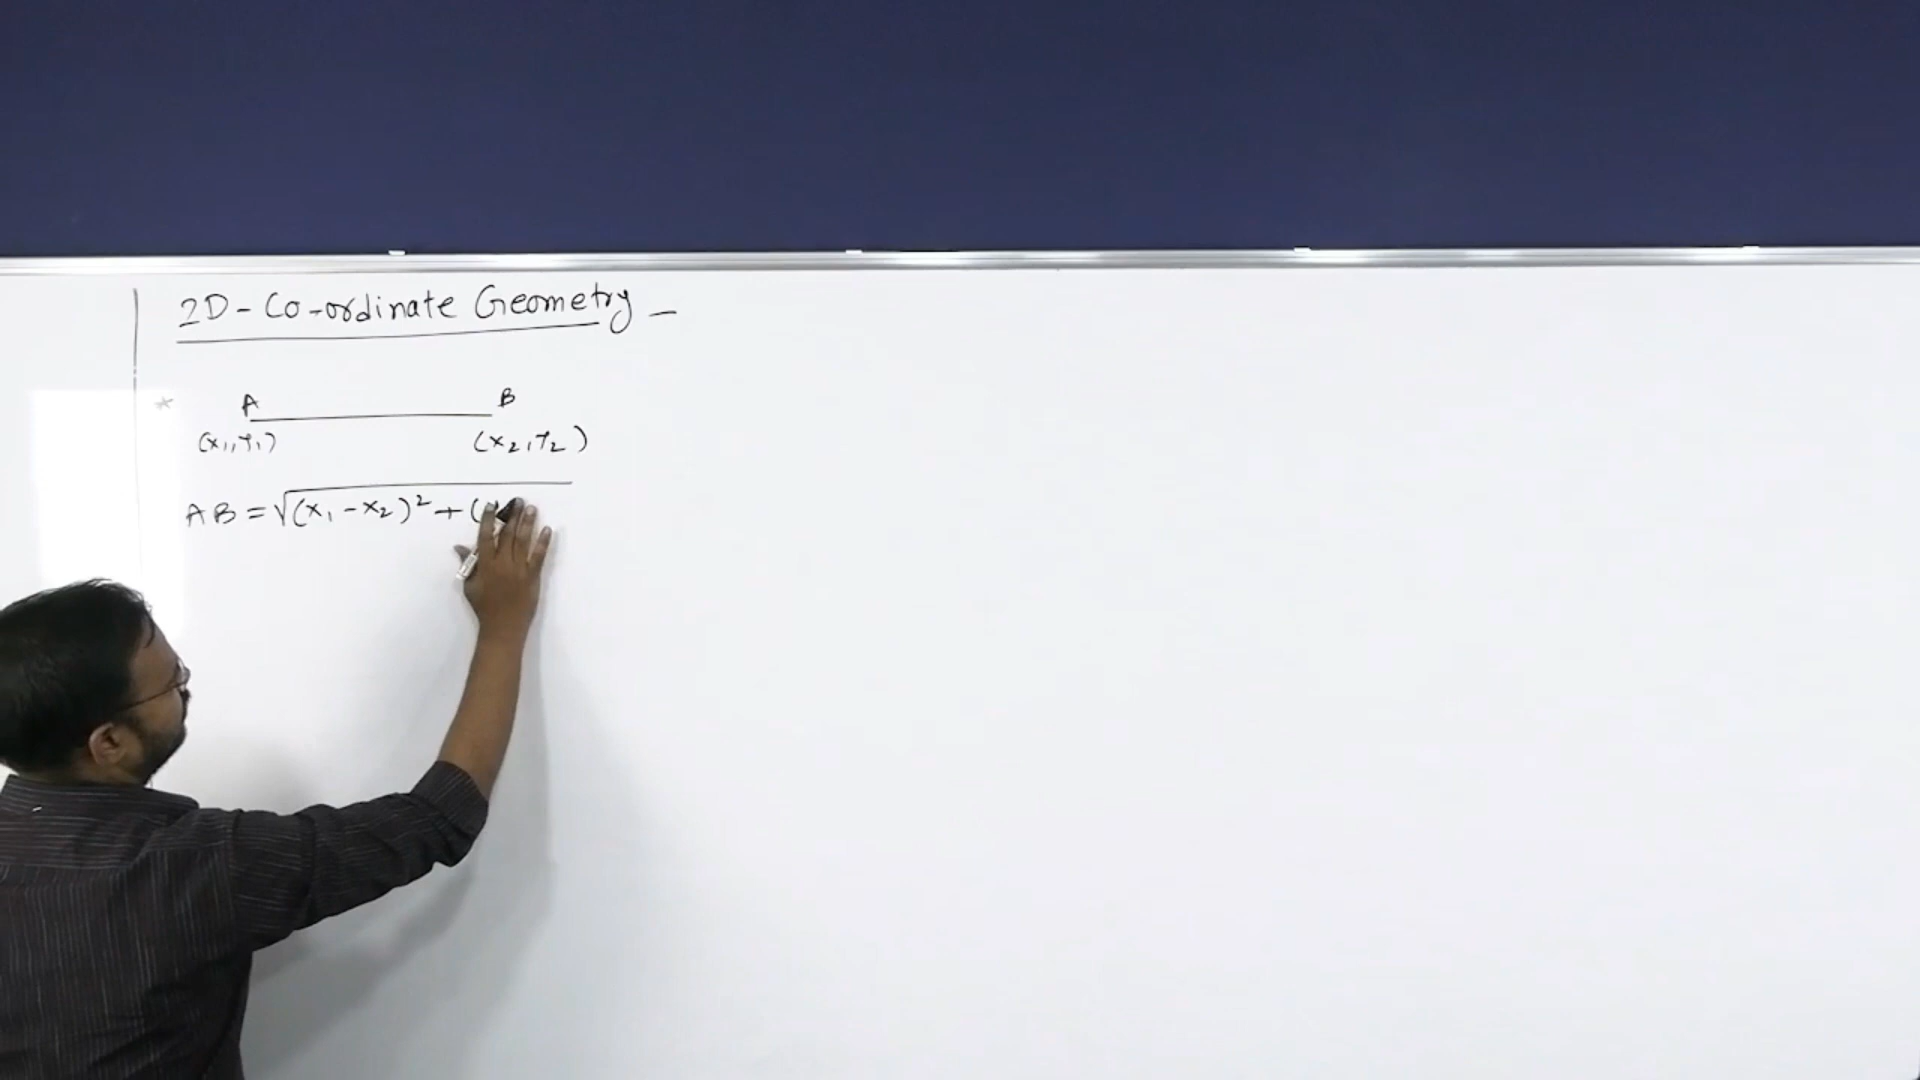 2D - Co-ordinate Geometry -
* A B
(x₁, y₁) (x₂, y₂)
AB = √(x₁ - x₂)² + (y